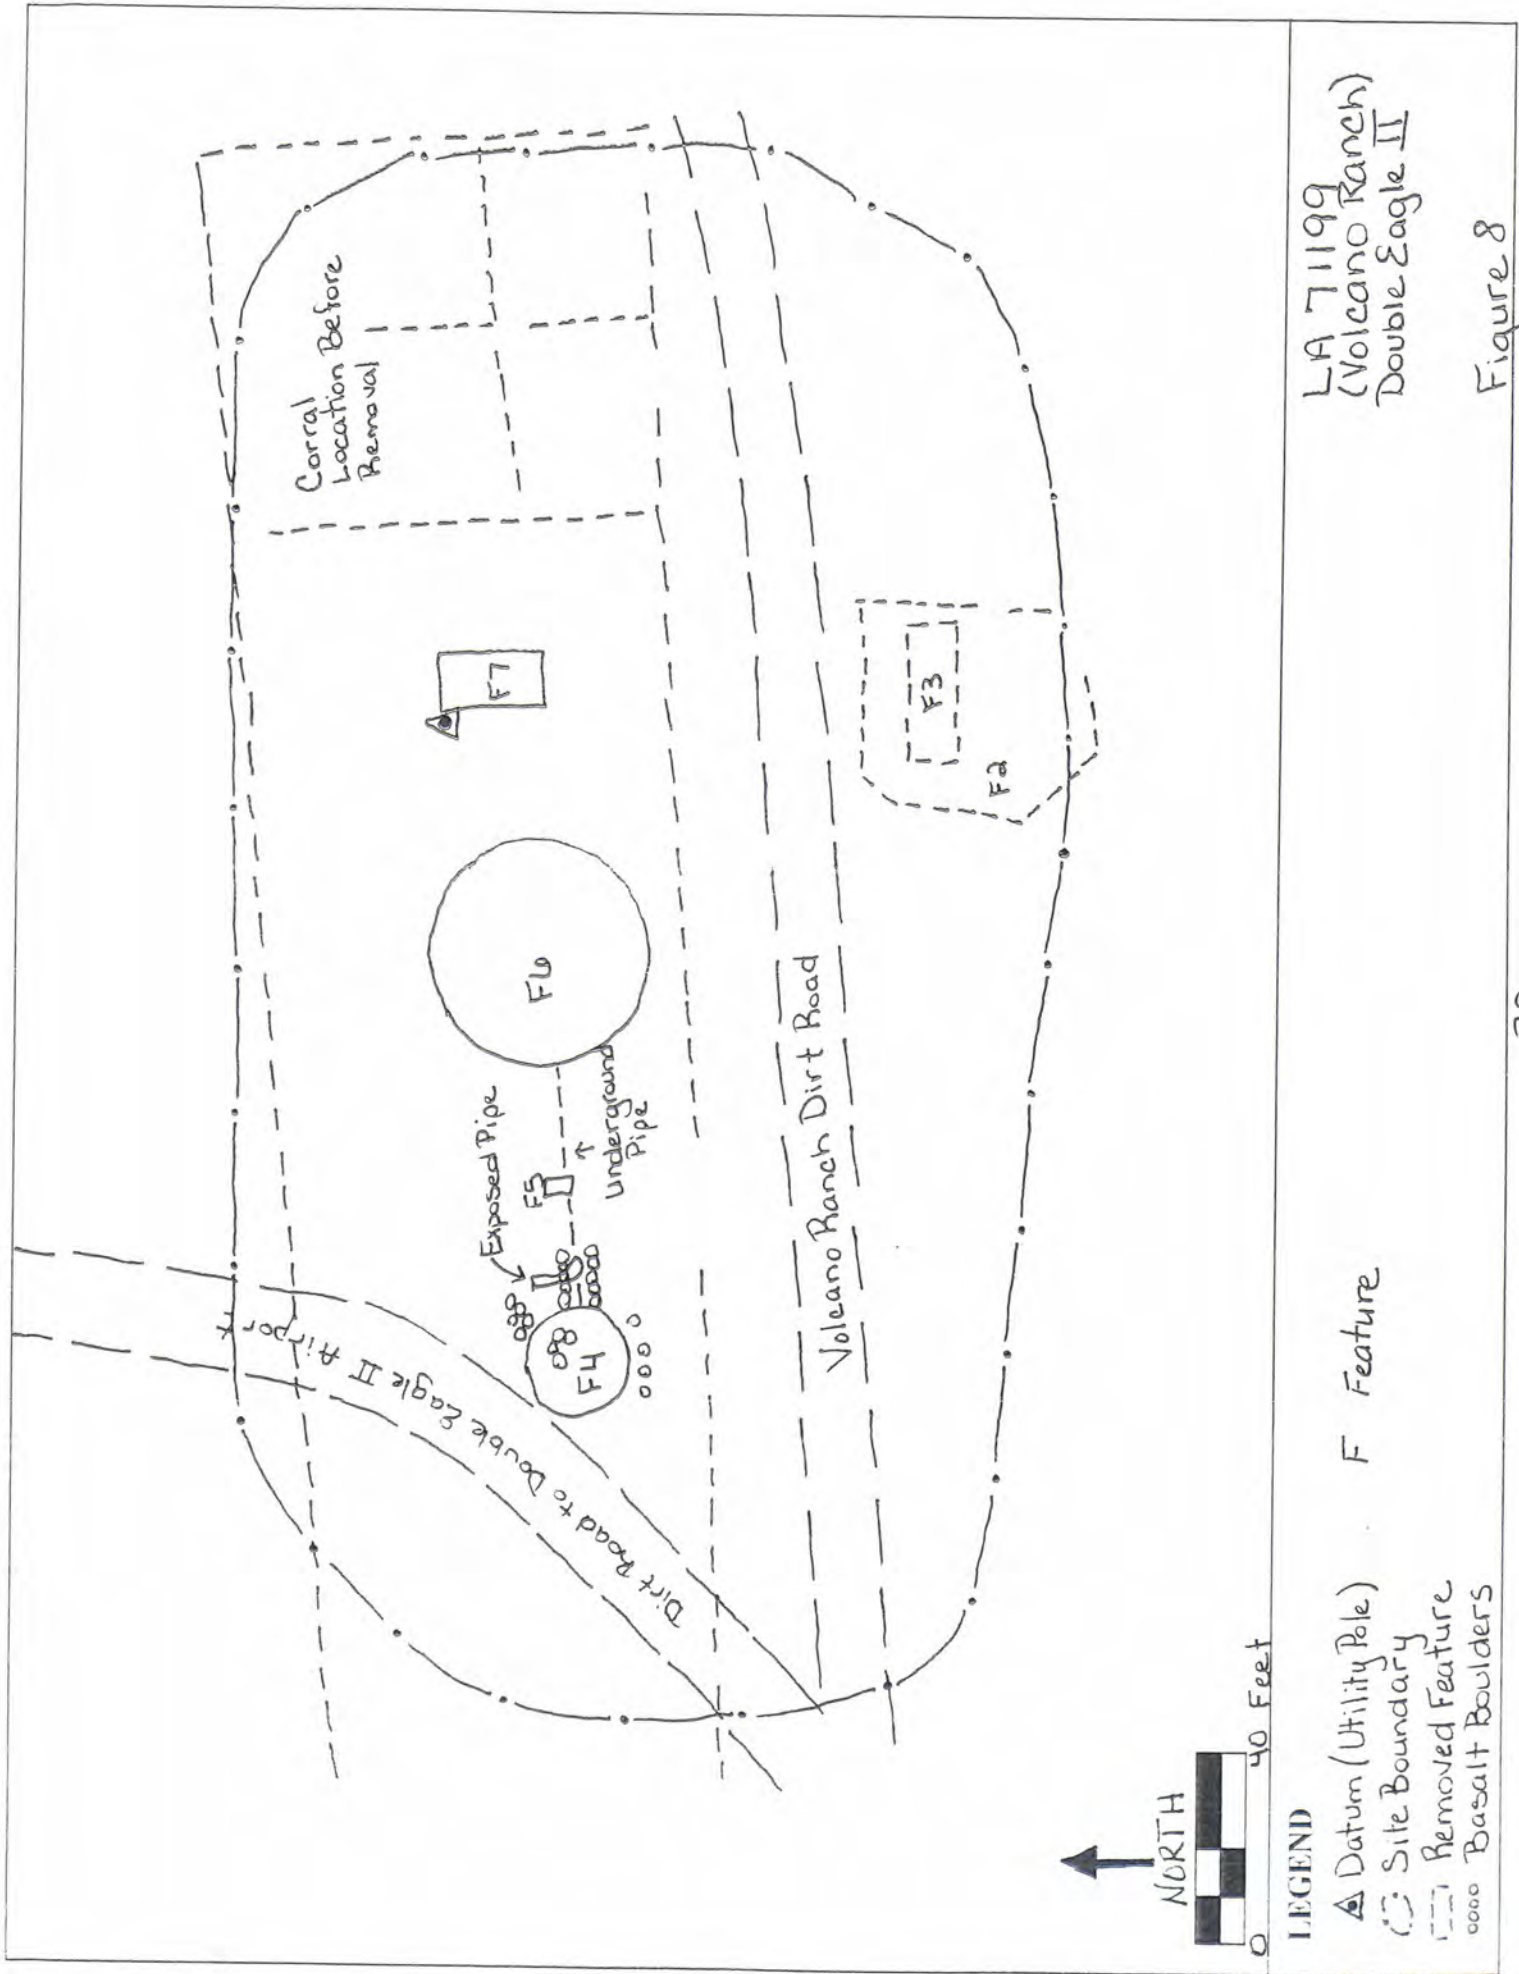 Corral
Location Before
Removal
F7
F6
Exposed Pipe
F5
Underground
Pipe
F4
Dirt Road to Double Eagle II Airport
Volcano Ranch Dirt Road
F3
F2
NORTH
0 40 Feet
LEGEND
Datum (Utility Pole)
Site Boundary
Removed Feature
Basalt Boulders
F Feature
LA 71199
(Volcano Ranch)
Double Eagle II
Figure 8